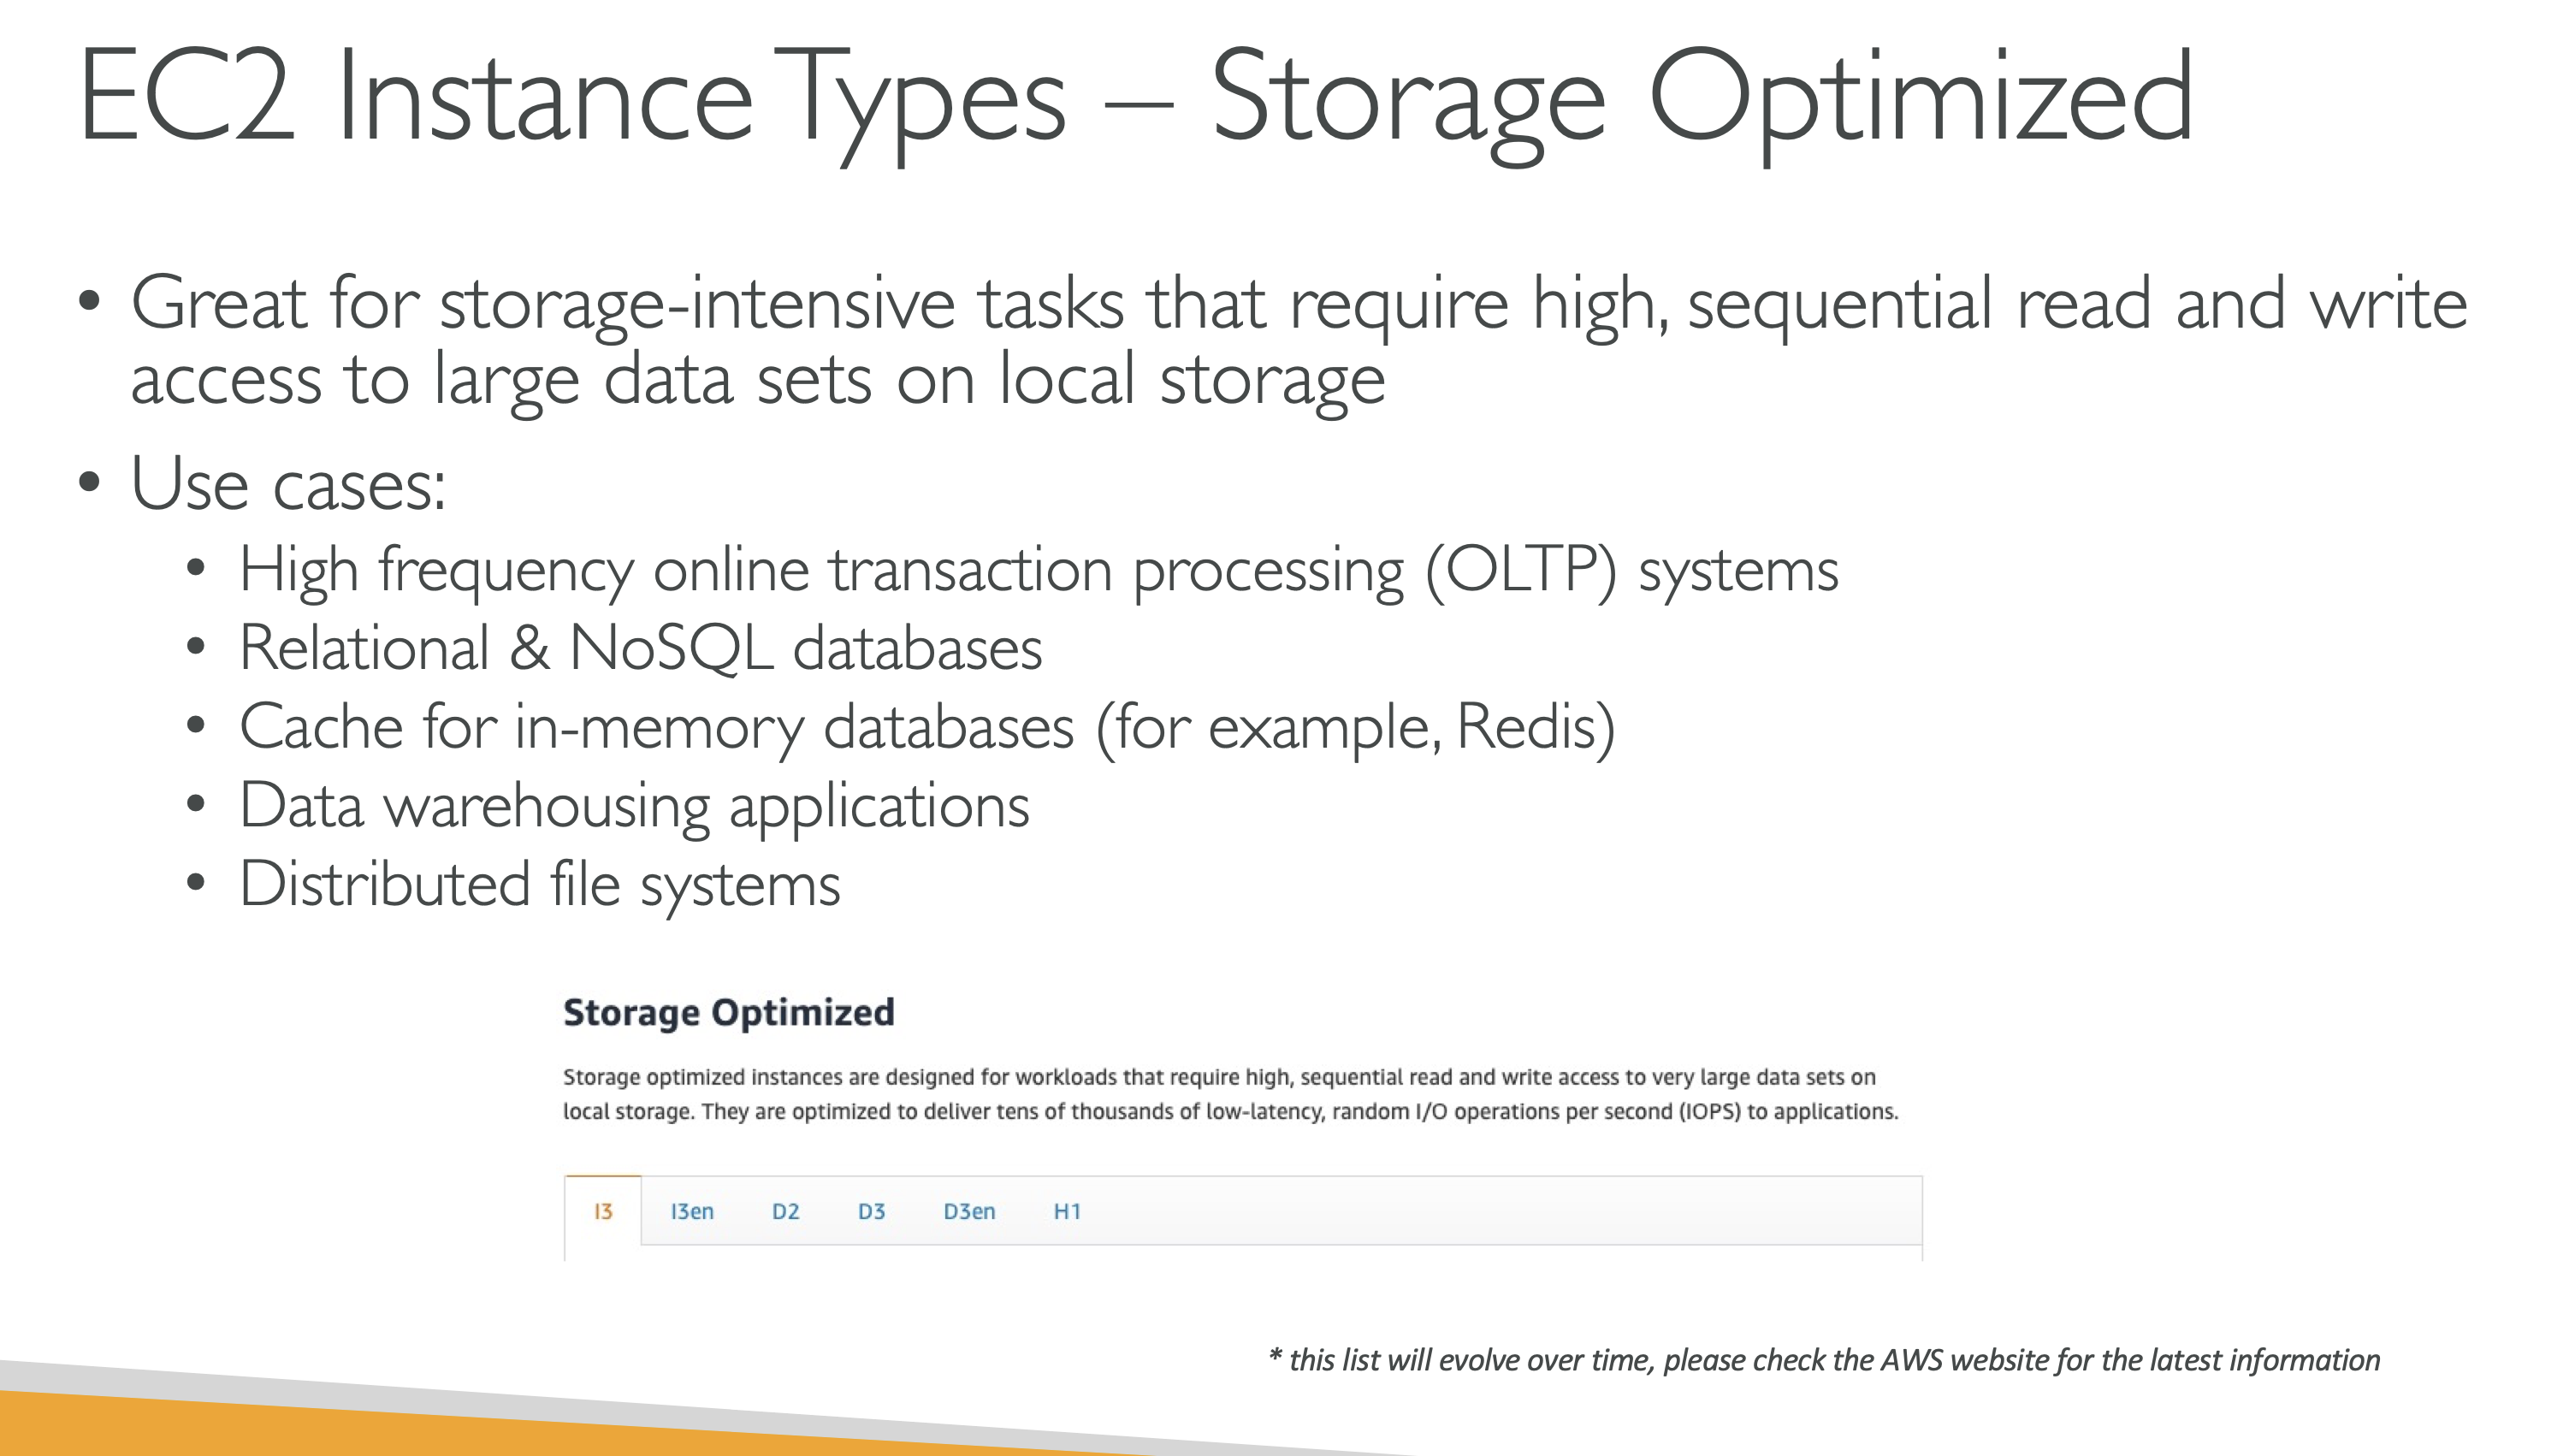 EC2 Instance Types – Storage Optimized
• Great for storage-intensive tasks that require high, sequential read and write
access to large data sets on local storage
• Use cases:
• High frequency online transaction processing (OLTP) systems
• Relational & NoSQL databases
• Cache for in-memory databases (for example, Redis)
• Data warehousing applications
• Distributed file systems
Storage Optimized
Storage optimized instances are designed for workloads that require high, sequential read and write access to very large data sets on
local storage. They are optimized to deliver tens of thousands of low-latency, random I/O operations per second (IOPS) to applications.
I3 I3en D2 D3 D3en H1
* this list will evolve over time, please check the AWS website for the latest information